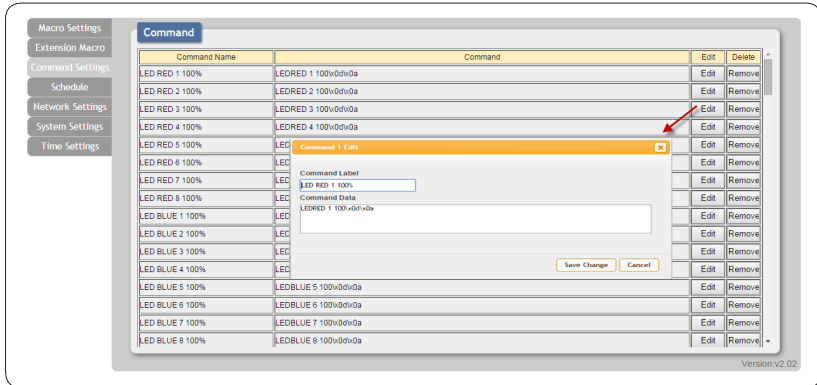 Macro Settings
Extension Macro
Command Settings
Schedule
Network Settings
System Settings
Time Settings
Command
Command Name Command Edit Delete
LED RED 1 100% LEDRED 1 100\x0d\x0a Edit Remove
LED RED 2 100% LEDRED 2 100\x0d\x0a Edit Remove
LED RED 3 100% LEDRED 3 100\x0d\x0a Edit Remove
LED RED 4 100% LEDRED 4 100\x0d\x0a Edit Remove
LED RED 5 100% LED Edit Remove
LED RED 6 100% LED Edit Remove
LED RED 7 100% LED Edit Remove
LED RED 8 100% LED Edit Remove
LED BLUE 1 100% LED Edit Remove
LED BLUE 2 100% LED Edit Remove
LED BLUE 3 100% LED Edit Remove
LED BLUE 4 100% LED Edit Remove
LED BLUE 5 100% LEDBLUE 5 100\x0d\x0a Edit Remove
LED BLUE 6 100% LEDBLUE 6 100\x0d\x0a Edit Remove
LED BLUE 7 100% LEDBLUE 7 100\x0d\x0a Edit Remove
LED BLUE 8 100% LEDBLUE 8 100\x0d\x0a Edit Remove
Command 1 Edit
Command Label
LED RED 1 100%
Command Data
LEDRED 1 100\x0d\x0a
Save Change Cancel
Version:v2.02